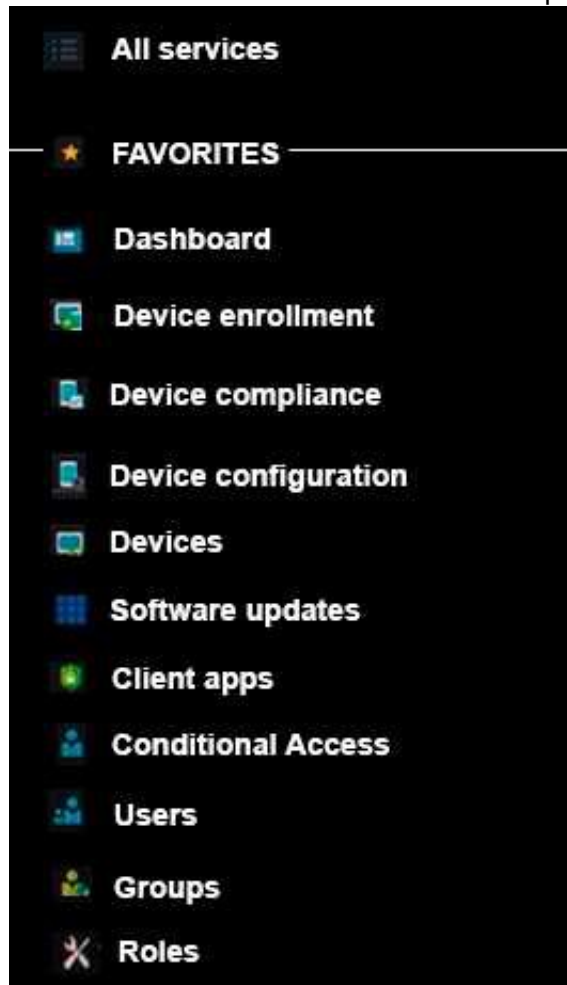 All services
FAVORITES
Dashboard
Device enrollment
Device compliance
Device configuration
Devices
Software updates
Client apps
Conditional Access
Users
Groups
Roles